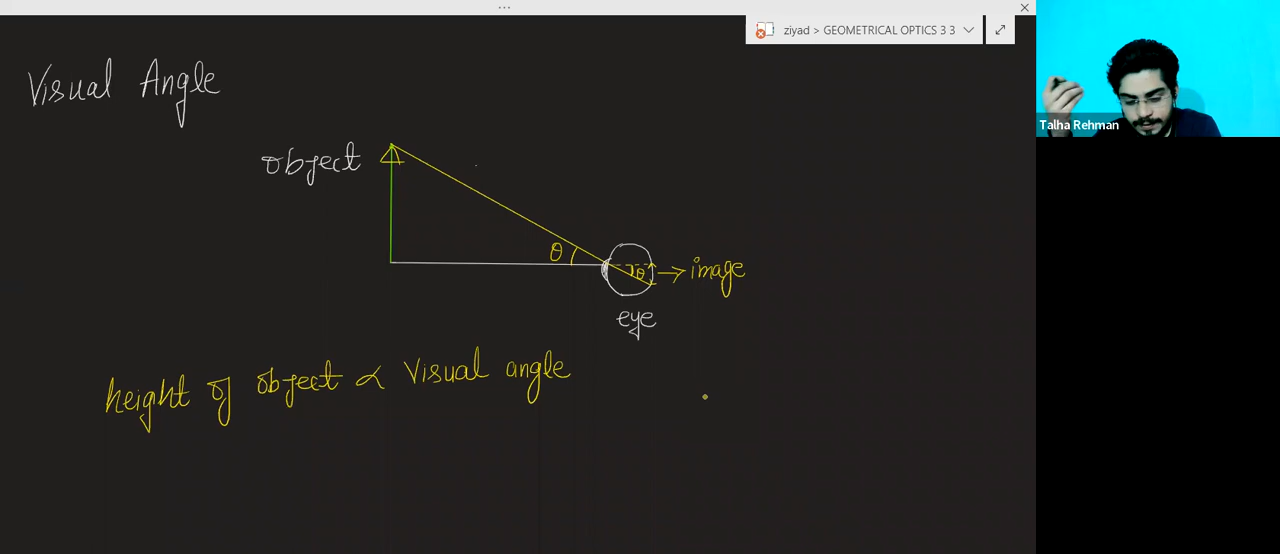 ziyad > GEOMETRICAL OPTICS 3 3
Visual Angle
Talha Rehman
object
θ
θ
image
eye
height of object ∝ visual angle